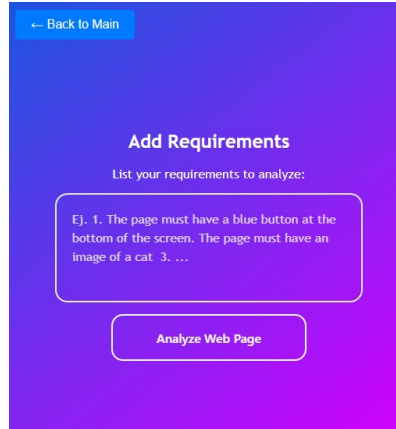 ← Back to Main
Add Requirements
List your requirements to analyze:
Ej. 1. The page must have a blue button at the
bottom of the screen. The page must have an
image of a cat  3. ...
Analyze Web Page